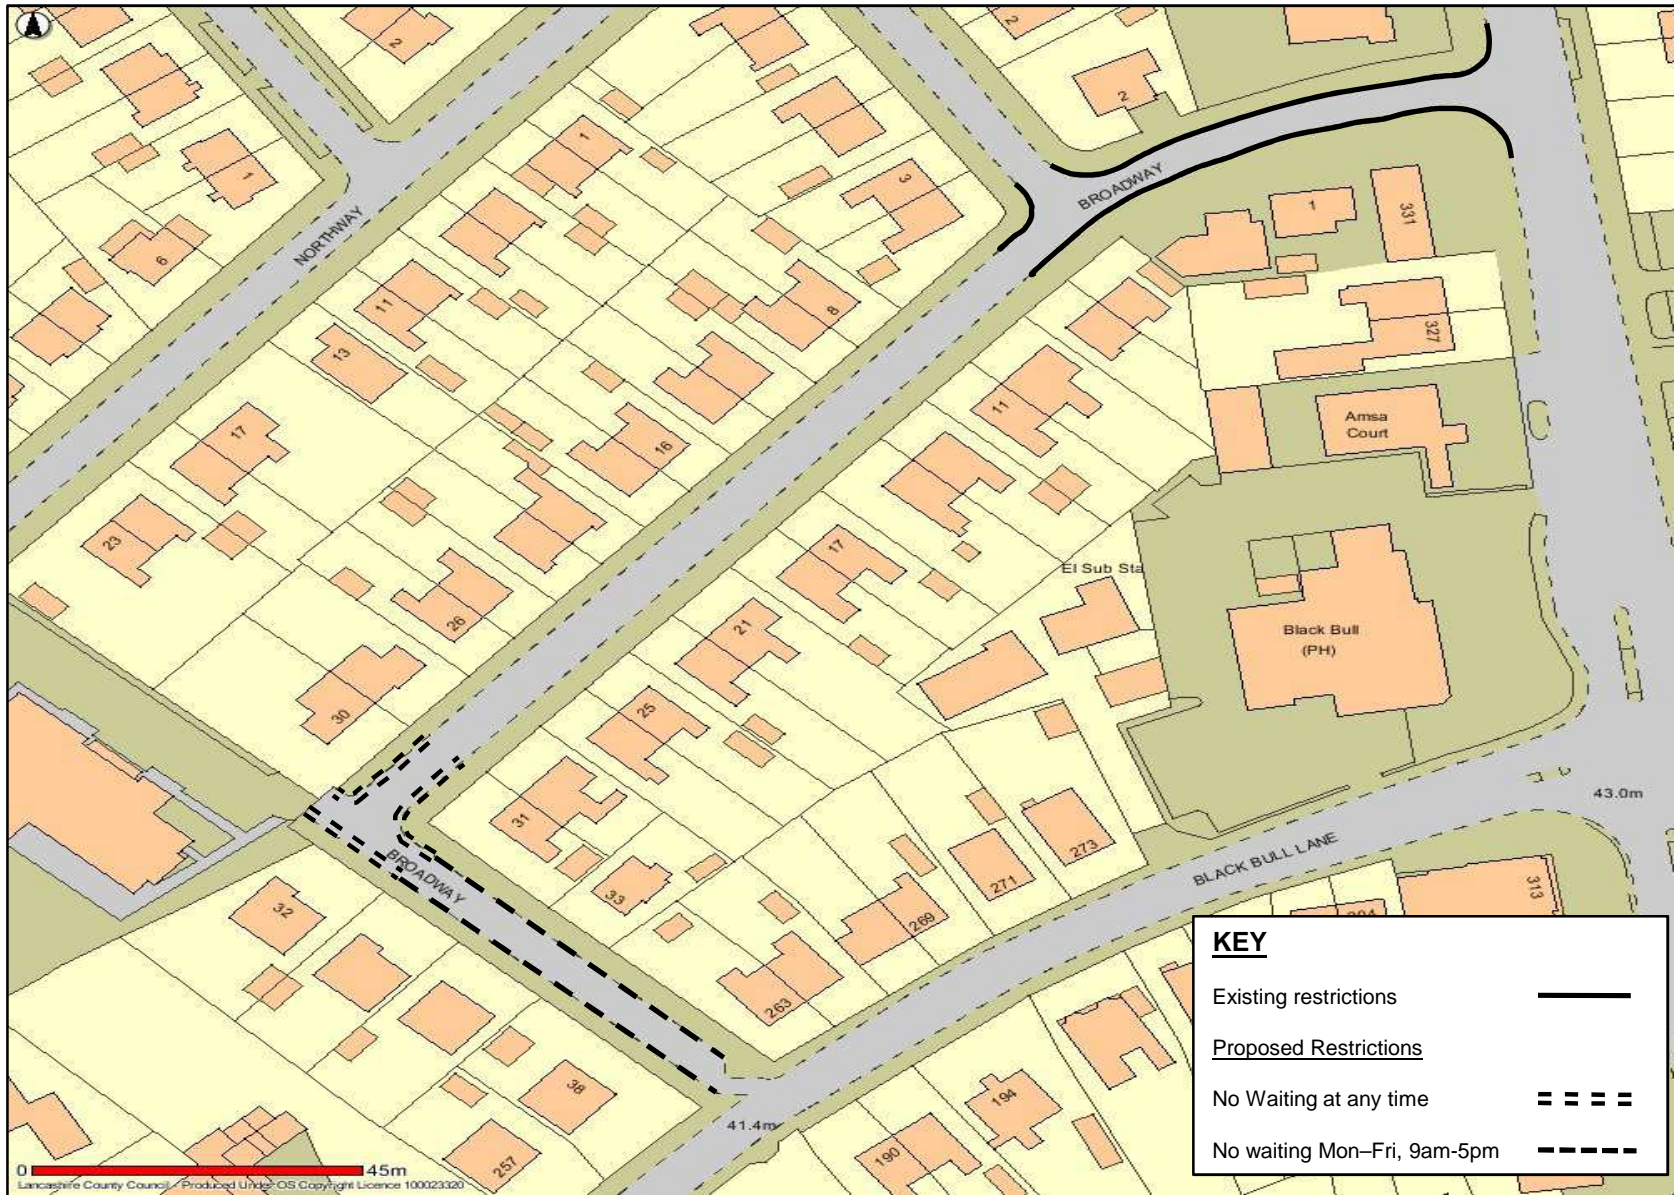 2
2
2
1
1
6
NORTHWAY
3
BROADWAY
1
331
11
13
8
327
11
Amsa
Court
17
16
23
17
El Sub Sta
26
21
Black Bull
(PH)
30
25
31
33
BROADWAY
32
273
271
269
263
BLACK BULL LANE
43.0m
313
38
194
190
257
41.4m
KEY
Existing restrictions
Proposed Restrictions
No Waiting at any time
No waiting Mon–Fri, 9am-5pm
0 45m
Lancashire County Council - Produced Under OS Copyright Licence 100023320